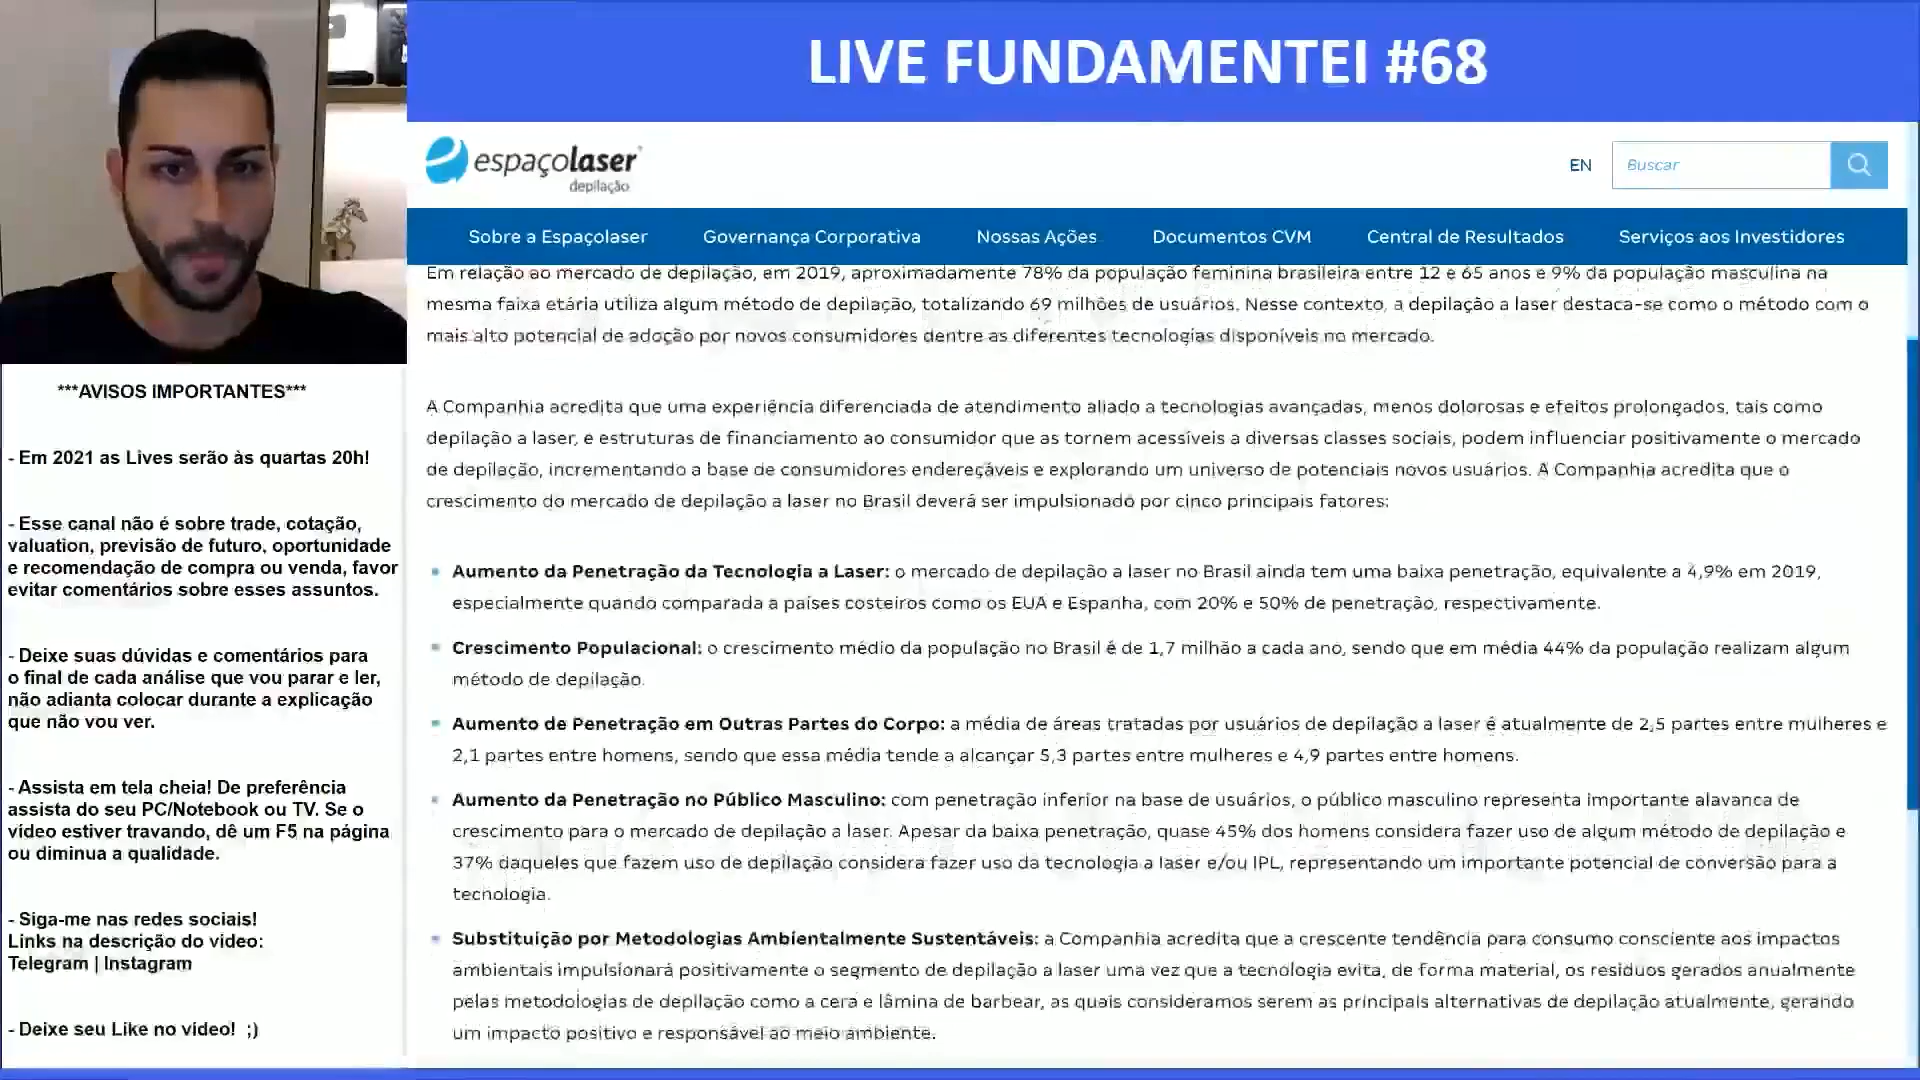 LIVE FUNDAMENTEI #68
espaçolaser
depilação
EN
Buscar
Sobre a Espaçolaser
Governança Corporativa
Nossas Ações
Documentos CVM
Central de Resultados
Serviços aos Investidores
Em relação ao mercado de depilação, em 2019, aproximadamente 78% da população feminina brasileira entre 12 e 65 anos e 9% da população masculina na
mesma faixa etária utiliza algum método de depilação, totalizando 69 milhões de usuários. Nesse contexto, a depilação a laser destaca-se como o método com o
mais alto potencial de adoção por novos consumidores dentre as diferentes tecnologias disponíveis no mercado.
A Companhia acredita que uma experiência diferenciada de atendimento aliado a tecnologias avançadas, menos dolorosas e efeitos prolongados, tais como
depilação a laser, e estruturas de financiamento ao consumidor que as tornem acessíveis a diversas classes sociais, podem influenciar positivamente o mercado
de depilação, incrementando a base de consumidores endereçáveis e explorando um universo de potenciais novos usuários. A Companhia acredita que o
crescimento do mercado de depilação a laser no Brasil deverá ser impulsionado por cinco principais fatores:
Aumento da Penetração da Tecnologia a Laser: o mercado de depilação a laser no Brasil ainda tem uma baixa penetração, equivalente a 4,9% em 2019,
especialmente quando comparada a países costeiros como os EUA e Espanha, com 20% e 50% de penetração, respectivamente.
Crescimento Populacional: o crescimento médio da população no Brasil é de 1,7 milhão a cada ano, sendo que em média 44% da população realizam algum
método de depilação.
Aumento de Penetração em Outras Partes do Corpo: a média de áreas tratadas por usuários de depilação a laser é atualmente de 2,5 partes entre mulheres e
2,1 partes entre homens, sendo que essa média tende a alcançar 5,3 partes entre mulheres e 4,9 partes entre homens.
Aumento da Penetração no Público Masculino: com penetração inferior na base de usuários, o público masculino representa importante alavanca de
crescimento para o mercado de depilação a laser. Apesar da baixa penetração, quase 45% dos homens considera fazer uso de algum método de depilação e
37% daqueles que fazem uso de depilação considera fazer uso da tecnologia a laser e/ou IPL, representando um importante potencial de conversão para a
tecnologia.
Substituição por Metodologias Ambientalmente Sustentáveis: a Companhia acredita que a crescente tendência para consumo consciente aos impactos
ambientais impulsionará positivamente o segmento de depilação a laser uma vez que a tecnologia evita, de forma material, os resíduos gerados anualmente
pelas metodologias de depilação como a cera e lâmina de barbear, as quais consideramos serem as principais alternativas de depilação atualmente, gerando
um impacto positivo e responsável ao meio ambiente.
***AVISOS IMPORTANTES***
- Em 2021 as Lives serão às quartas 20h!
- Esse canal não é sobre trade, cotação,
valuation, previsão de futuro, oportunidade
e recomendação de compra ou venda, favor
evitar comentários sobre esses assuntos.
- Deixe suas dúvidas e comentários para
o final de cada análise que vou parar e ler,
não adianta colocar durante a explicação
que não vou ver.
- Assista em tela cheia! De preferência
assista do seu PC/Notebook ou TV. Se o
vídeo estiver travando, dê um F5 na página
ou diminua a qualidade.
- Siga-me nas redes sociais!
Links na descrição do vídeo:
Telegram | Instagram
- Deixe seu Like no vídeo! ;)